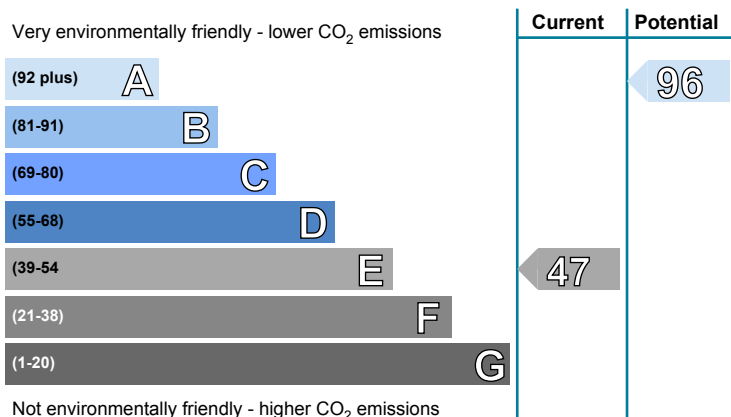 Very environmentally friendly - lower CO₂ emissions
Current
Potential
(92 plus) A
96
(81-91) B
(69-80) C
(55-68) D
(39-54 E
47
(21-38) F
(1-20) G
Not environmentally friendly - higher CO₂ emissions